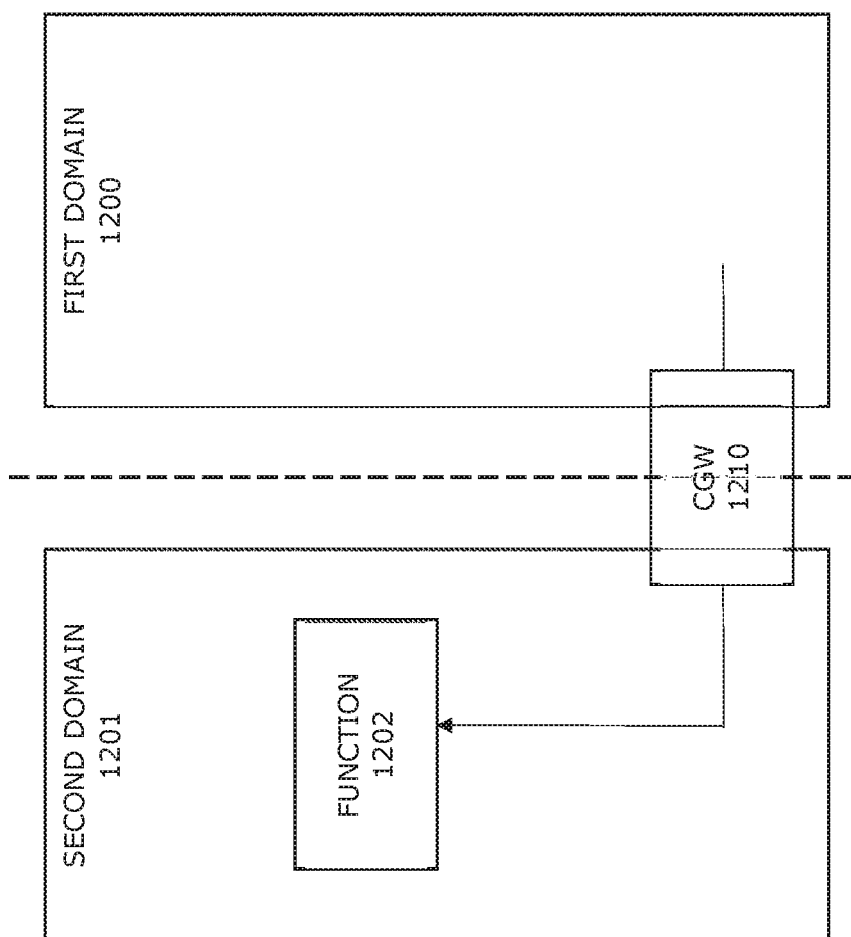 FIRST DOMAIN
1200
CGW
1210
SECOND DOMAIN
1201
FUNCTION
1202